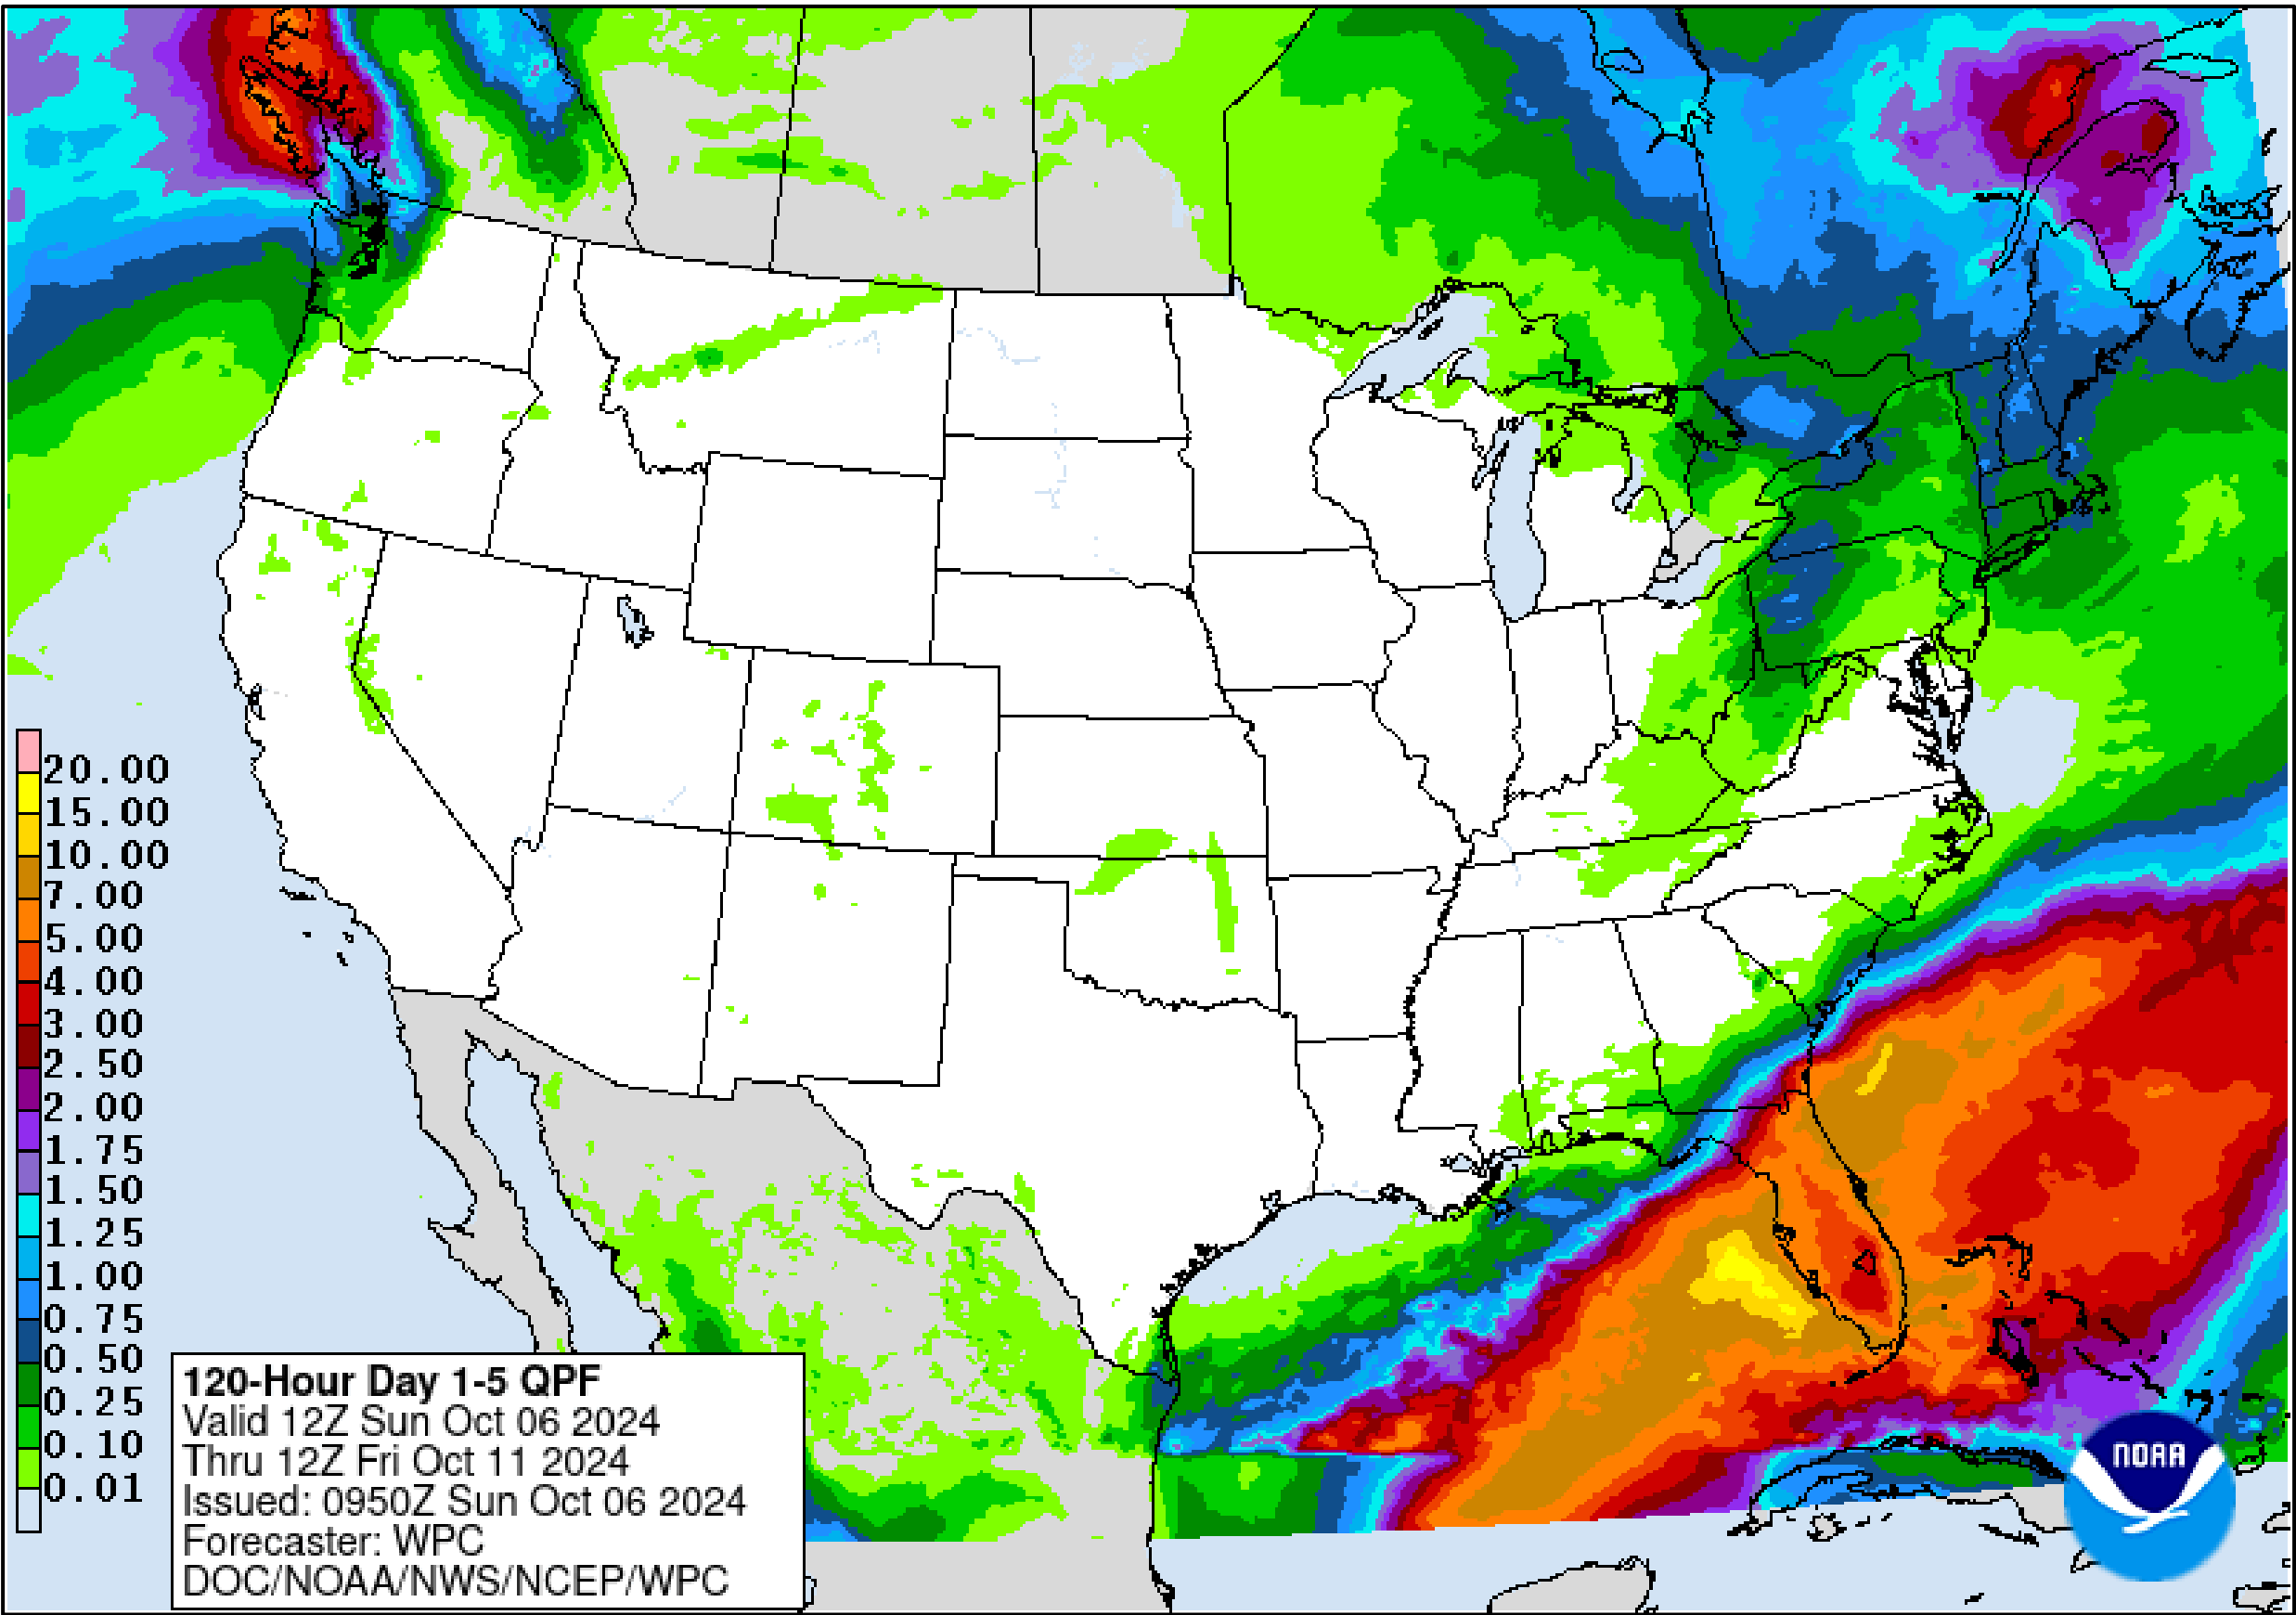 20.00
15.00
10.00
7.00
5.00
4.00
3.00
2.50
2.00
1.75
1.50
1.25
1.00
0.75
0.50
0.25
0.10
0.01
120-Hour Day 1-5 QPF
Valid 12Z Sun Oct 06 2024
Thru 12Z Fri Oct 11 2024
Issued: 0950Z Sun Oct 06 2024
Forecaster: WPC
DOC/NOAA/NWS/NCEP/WPC
NOAA